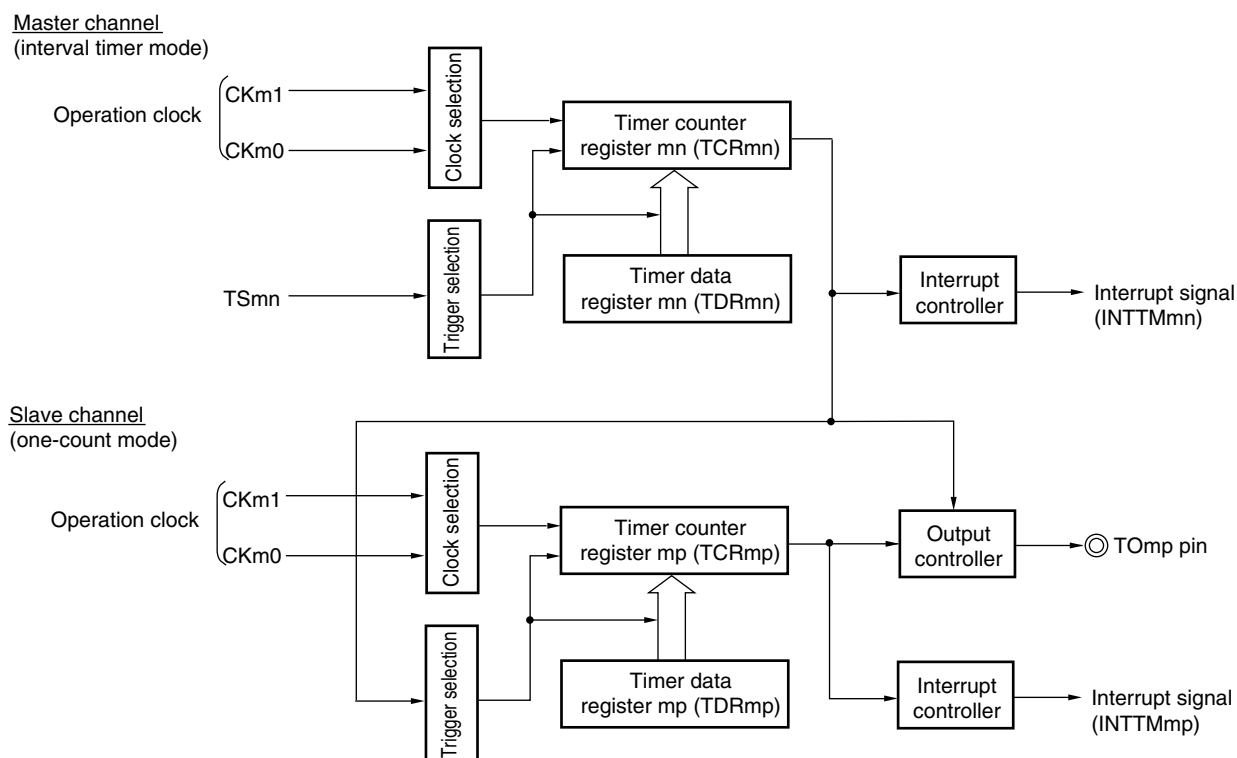 Master channel
(interval timer mode)
Operation clock
CKm1
CKm0
Clock selection
Timer counter
register mn (TCRmn)
TSmn
Trigger selection
Timer data
register mn (TDRmn)
Interrupt
controller
Interrupt signal
(INTTMmn)
Slave channel
(one-count mode)
Operation clock
CKm1
CKm0
Clock selection
Timer counter
register mp (TCRmp)
Output
controller
TOmp pin
Trigger selection
Timer data
register mp (TDRmp)
Interrupt
controller
Interrupt signal
(INTTMmp)